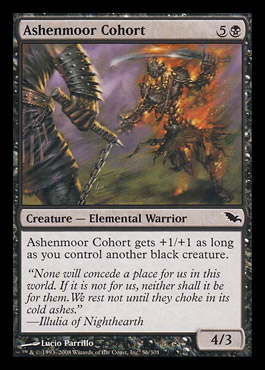 Ashenmoor Cohort 5
Creature — Elemental Warrior
Ashenmoor Cohort gets +1/+1 as long
as you control another black creature.
"None will concede a place for us in this
world. If it is not for us, neither shall it be
for them. We rest not until they choke in its
cold ashes."
—Illulia of Nighthearth
Lucio Parrillo
4/3
™ & © 1993–2008 Wizards of the Coast, Inc. 56/301